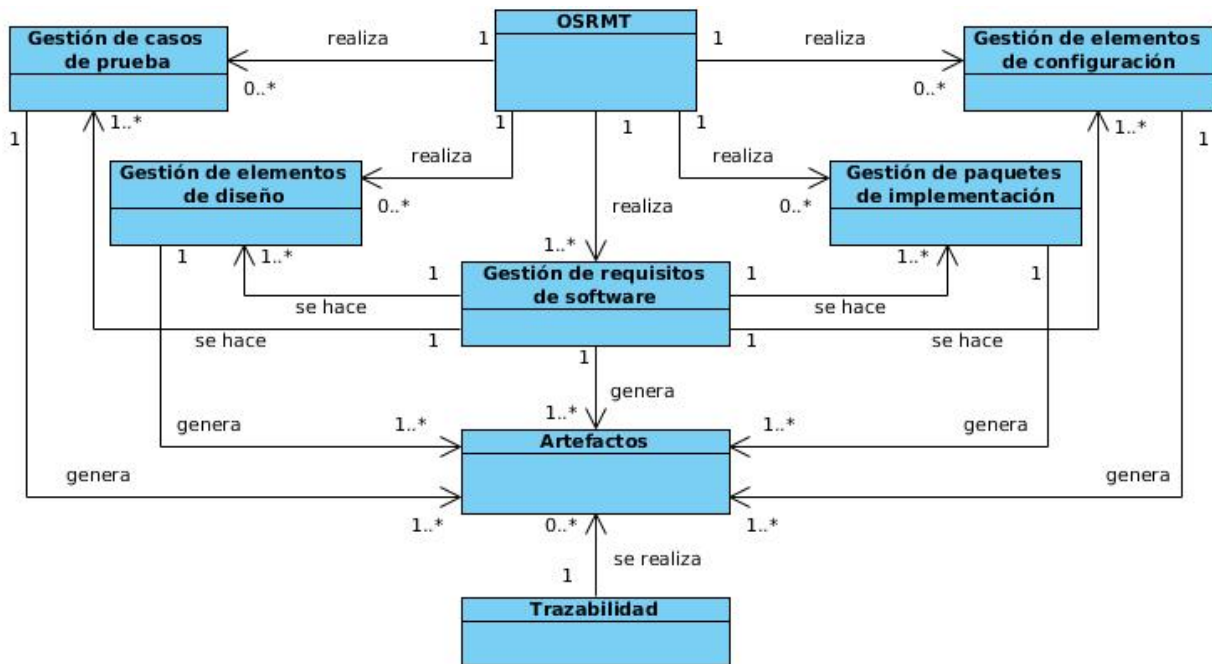 OSRMT
Gestión de casos
de prueba
Gestión de elementos
de configuración
realiza
1
1
realiza
0..*
0..*
1
1..*
1
1
1
1..*
1
realiza
realiza
Gestión de elementos
de diseño
Gestión de paquetes
de implementación
0..*
realiza
0..*
1
1..*
1..*
1..*
1
Gestión de requisitos
de software
1
1
se hace
se hace
se hace
1
1
1
se hace
genera
genera
1..*
1..*
1..*
genera
Artefactos
genera
genera
1..*
0..*
1..*
se realiza
1
Trazabilidad